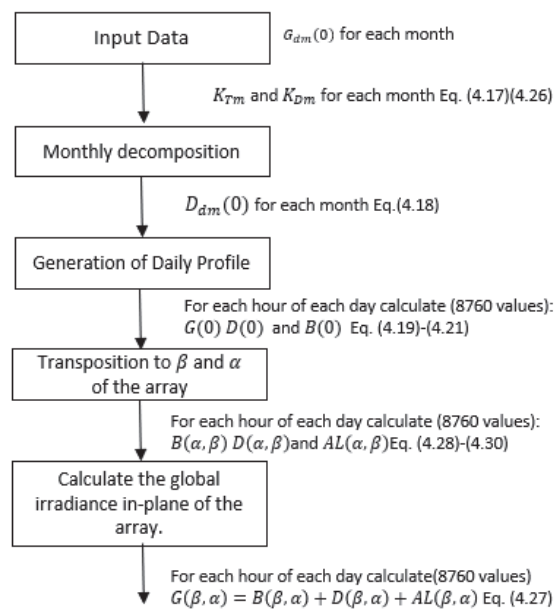 Input Data
G_dm(0) for each month
K_Tm and K_Dm for each month Eq. (4.17)(4.26)
Monthly decomposition
D_dm(0) for each month Eq.(4.18)
Generation of Daily Profile
For each hour of each day calculate (8760 values):
G(0) D(0) and B(0) Eq. (4.19)-(4.21)
Transposition to β and α
of the array
For each hour of each day calculate (8760 values):
B(α,β) D(α,β)and AL(α,β)Eq. (4.28)-(4.30)
Calculate the global
irradiance in-plane of the
array.
For each hour of each day calculate(8760 values)
G(β,α) = B(β,α) + D(β,α) + AL(β,α) Eq. (4.27)